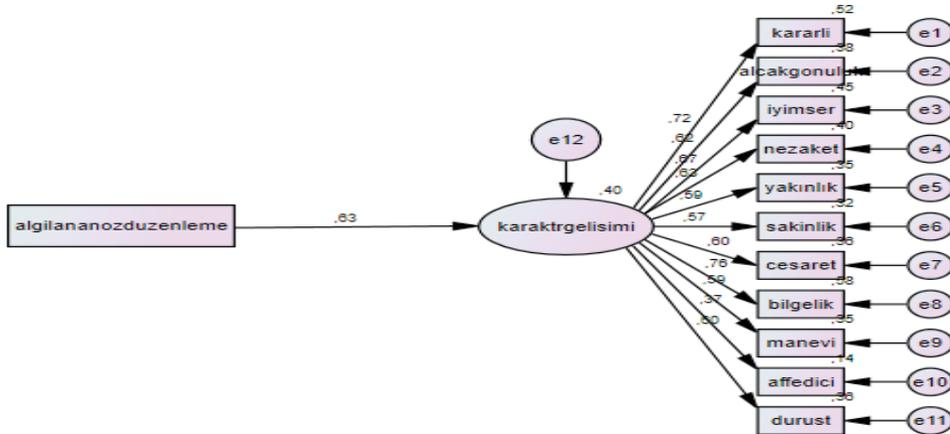 ,52
kararli
e1
,38
alcakgonululuk
e2
,45
iyimser
e3
,40
nezaket
e4
,35
yakınlık
e5
,32
sakinlik
e6
,36
cesaret
e7
,58
bilgelik
e8
,35
manevi
e9
,14
affedici
e10
,36
durust
e11
,72
,62
,67
,63
,59
,57
,60
,76
,59
,37
,60
e12
,40
karaktrgelisimi
,63
algilananozduzenleme